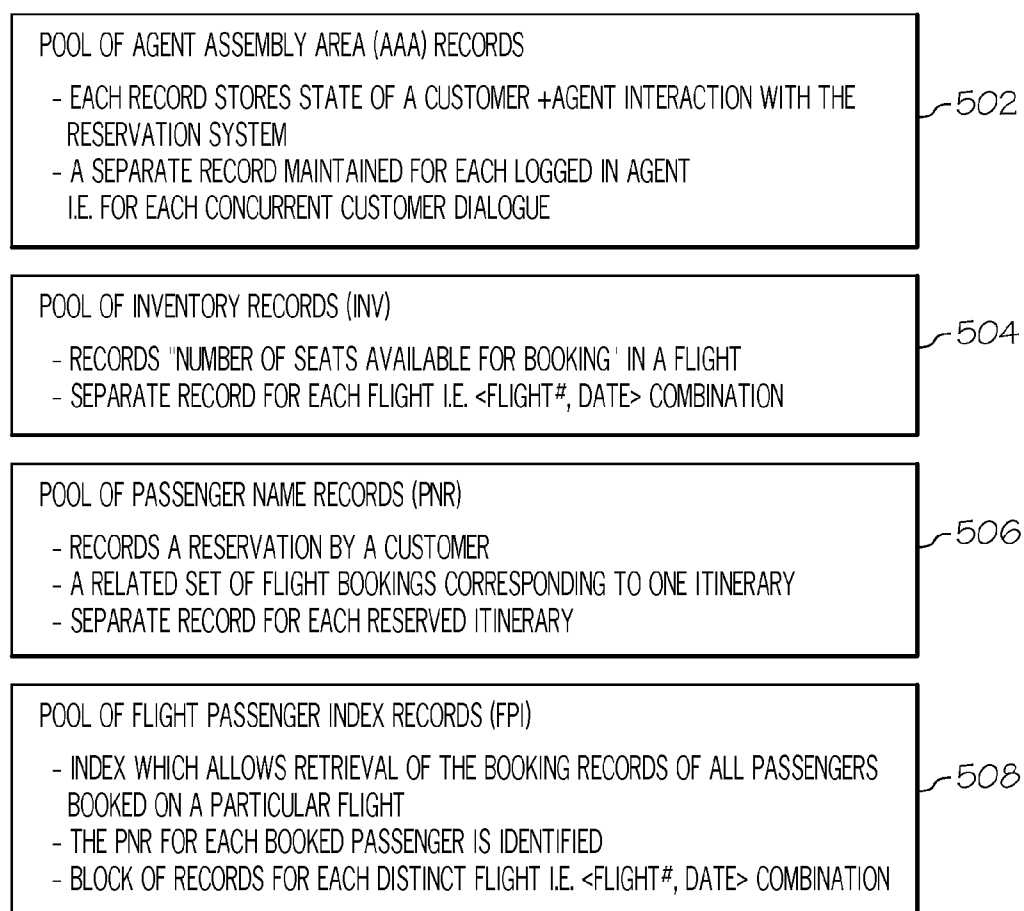 POOL OF AGENT ASSEMBLY AREA (AAA) RECORDS
- EACH RECORD STORES STATE OF A CUSTOMER +AGENT INTERACTION WITH THE
RESERVATION SYSTEM
- A SEPARATE RECORD MAINTAINED FOR EACH LOGGED IN AGENT
I.E. FOR EACH CONCURRENT CUSTOMER DIALOGUE
502
POOL OF INVENTORY RECORDS (INV)
- RECORDS "NUMBER OF SEATS AVAILABLE FOR BOOKING" IN A FLIGHT
- SEPARATE RECORD FOR EACH FLIGHT I.E. <FLIGHT#, DATE> COMBINATION
504
POOL OF PASSENGER NAME RECORDS (PNR)
- RECORDS A RESERVATION BY A CUSTOMER
- A RELATED SET OF FLIGHT BOOKINGS CORRESPONDING TO ONE ITINERARY
- SEPARATE RECORD FOR EACH RESERVED ITINERARY
506
POOL OF FLIGHT PASSENGER INDEX RECORDS (FPI)
- INDEX WHICH ALLOWS RETRIEVAL OF THE BOOKING RECORDS OF ALL PASSENGERS
BOOKED ON A PARTICULAR FLIGHT
- THE PNR FOR EACH BOOKED PASSENGER IS IDENTIFIED
- BLOCK OF RECORDS FOR EACH DISTINCT FLIGHT I.E. <FLIGHT#, DATE> COMBINATION
508